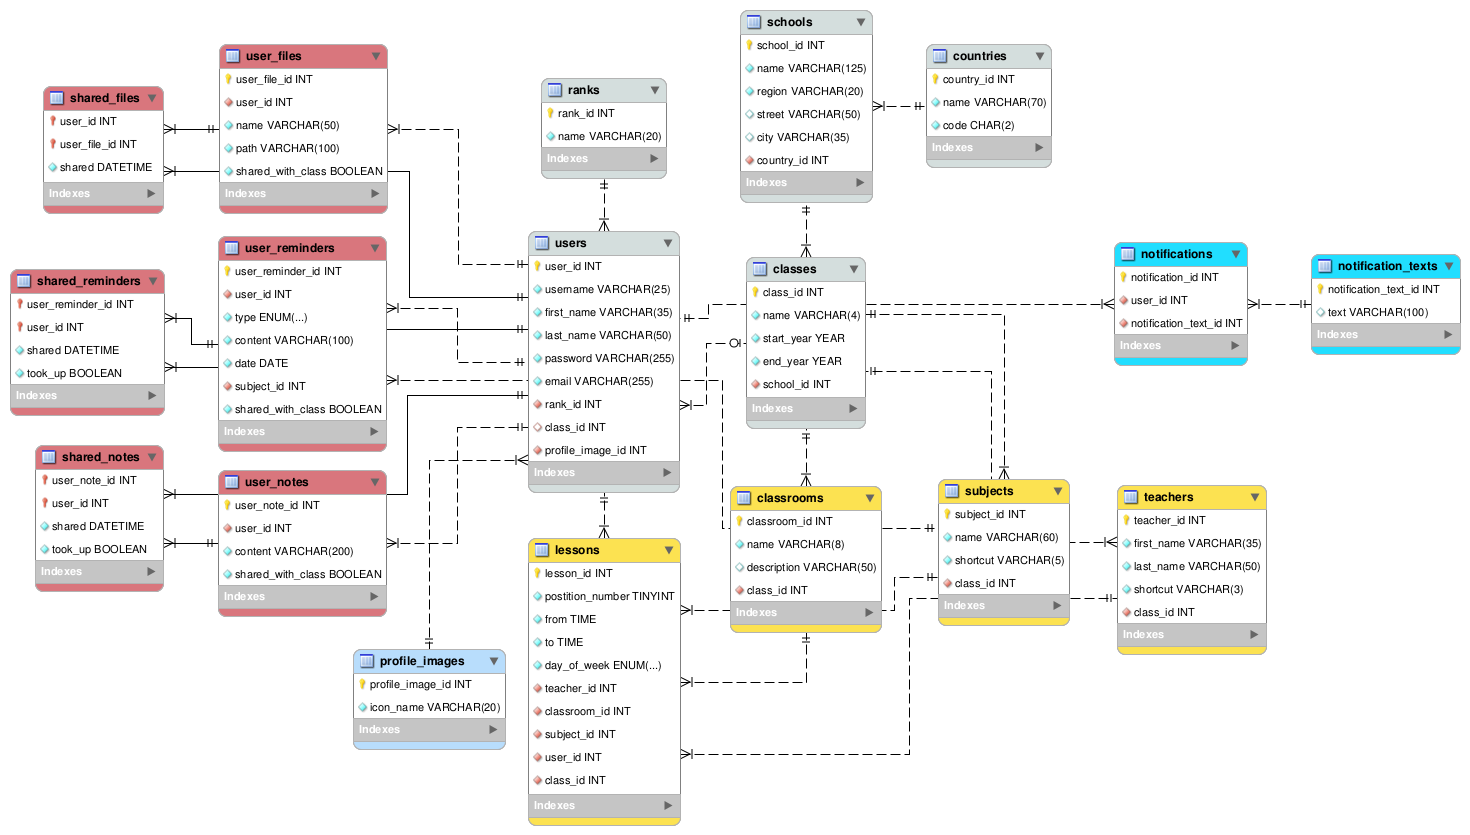 schools
school_id INT
name VARCHAR(125)
region VARCHAR(20)
street VARCHAR(50)
city VARCHAR(35)
country_id INT
Indexes
countries
country_id INT
name VARCHAR(70)
code CHAR(2)
Indexes
user_files
user_file_id INT
user_id INT
name VARCHAR(50)
path VARCHAR(100)
shared_with_class BOOLEAN
Indexes
shared_files
user_id INT
user_file_id INT
shared DATETIME
Indexes
ranks
rank_id INT
name VARCHAR(20)
Indexes
user_reminders
user_reminder_id INT
user_id INT
type ENUM(...)
content VARCHAR(100)
date DATE
subject_id INT
shared_with_class BOOLEAN
Indexes
shared_reminders
user_reminder_id INT
user_id INT
shared DATETIME
took_up BOOLEAN
Indexes
users
user_id INT
username VARCHAR(25)
first_name VARCHAR(35)
last_name VARCHAR(50)
password VARCHAR(255)
email VARCHAR(255)
rank_id INT
class_id INT
profile_image_id INT
Indexes
classes
class_id INT
name VARCHAR(4)
start_year YEAR
end_year YEAR
school_id INT
Indexes
notifications
notification_id INT
user_id INT
notification_text_id INT
Indexes
notification_texts
notification_text_id INT
text VARCHAR(100)
Indexes
shared_notes
user_note_id INT
user_id INT
shared DATETIME
took_up BOOLEAN
Indexes
user_notes
user_note_id INT
user_id INT
content VARCHAR(200)
shared_with_class BOOLEAN
Indexes
classrooms
classroom_id INT
name VARCHAR(8)
description VARCHAR(50)
class_id INT
Indexes
subjects
subject_id INT
name VARCHAR(60)
shortcut VARCHAR(5)
class_id INT
Indexes
teachers
teacher_id INT
first_name VARCHAR(35)
last_name VARCHAR(50)
shortcut VARCHAR(3)
class_id INT
Indexes
lessons
lesson_id INT
postition_number TINYINT
from TIME
to TIME
day_of_week ENUM(...)
teacher_id INT
classroom_id INT
subject_id INT
user_id INT
class_id INT
Indexes
profile_images
profile_image_id INT
icon_name VARCHAR(20)
Indexes